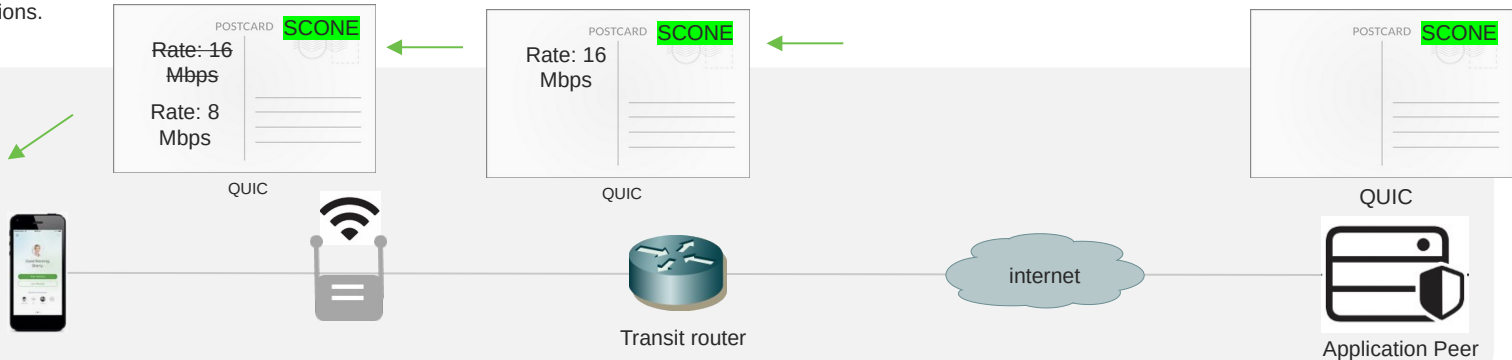 ions.
POSTCARD SCONE
Rate: 16
Mbps
Rate: 8
Mbps
QUIC
POSTCARD SCONE
Rate: 16
Mbps
QUIC
POSTCARD SCONE
QUIC
internet
Transit router
Application Peer